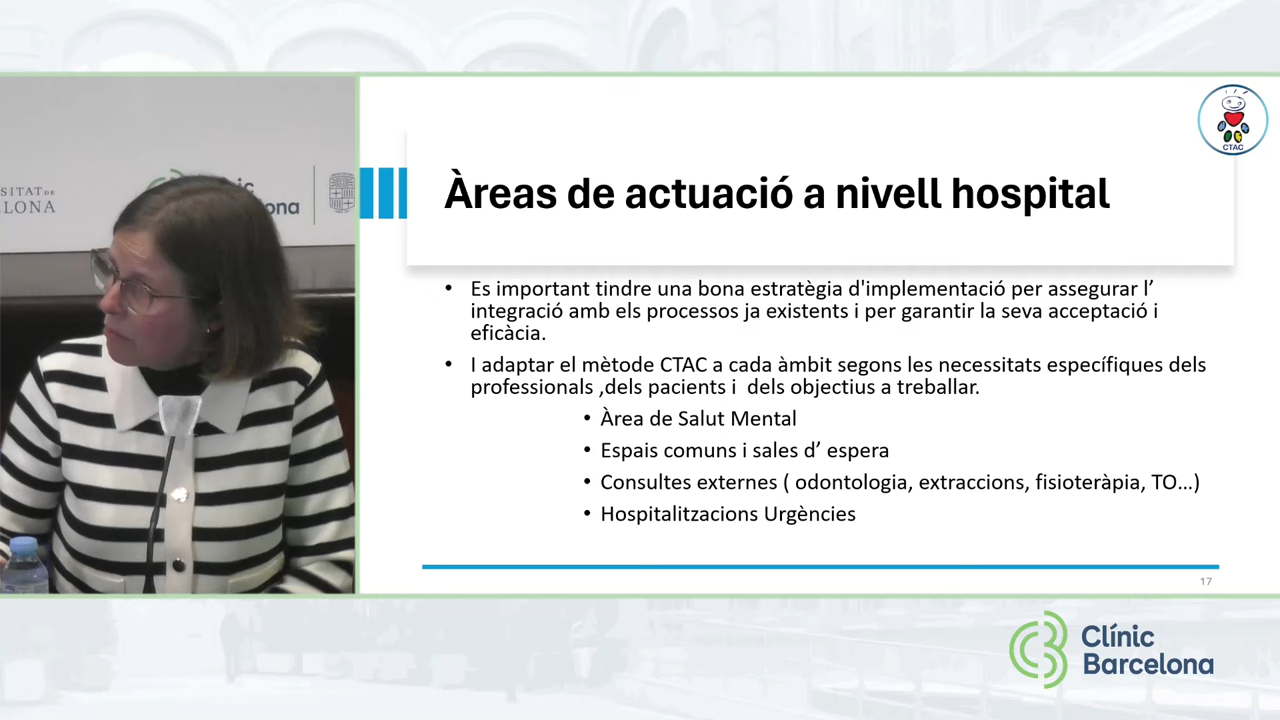 CTAC
Àreas de actuació a nivell hospital
• Es important tindre una bona estratègia d'implementació per assegurar l’
integració amb els processos ja existents i per garantir la seva acceptació i
eficàcia.
• I adaptar el mètode CTAC a cada àmbit segons les necessitats específiques dels
professionals ,dels pacients i dels objectius a treballar.
• Àrea de Salut Mental
• Espais comuns i sales d’ espera
• Consultes externes ( odontologia, extraccions, fisioteràpia, TO…)
• Hospitalitzacions Urgències
17
Clínic
Barcelona